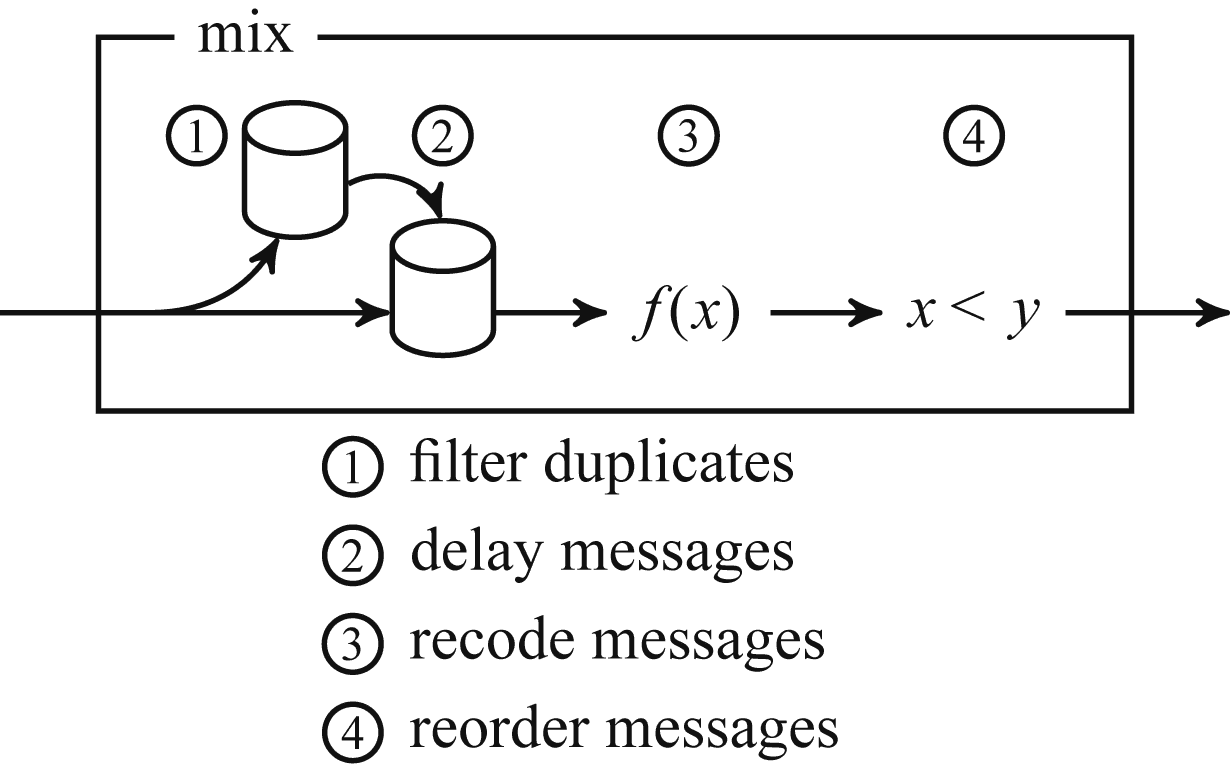 mix
① ② ③ ④
f(x) x < y
① filter duplicates
② delay messages
③ recode messages
④ reorder messages